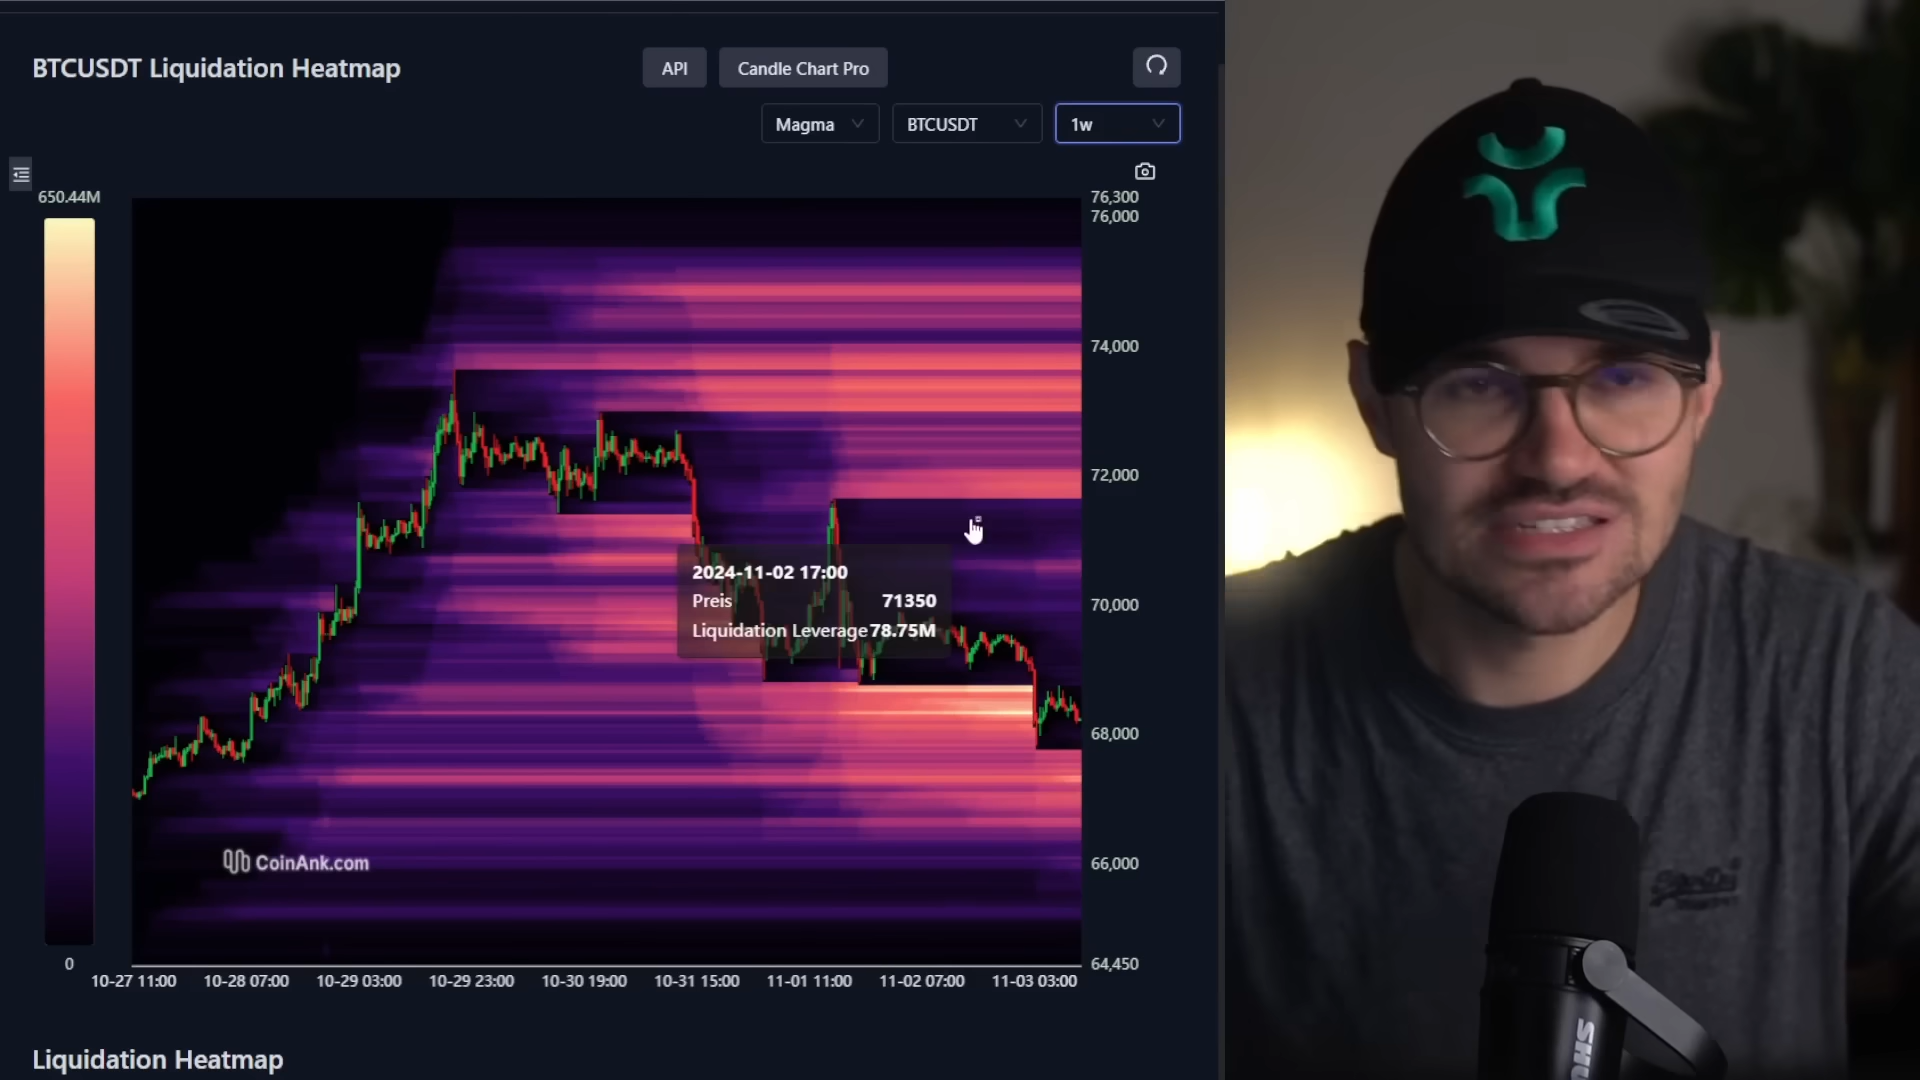 BTCUSDT Liquidation Heatmap
API
Candle Chart Pro
Magma
BTCUSDT
1w
650.44M
0
76,300
76,000
74,000
72,000
70,000
68,000
66,000
64,450
2024-11-02 17:00
Preis 71350
Liquidation Leverage 78.75M
CoinAnk.com
10-27 11:00
10-28 07:00
10-29 03:00
10-29 23:00
10-30 19:00
10-31 15:00
11-01 11:00
11-02 07:00
11-03 03:00
Liquidation Heatmap
SHU